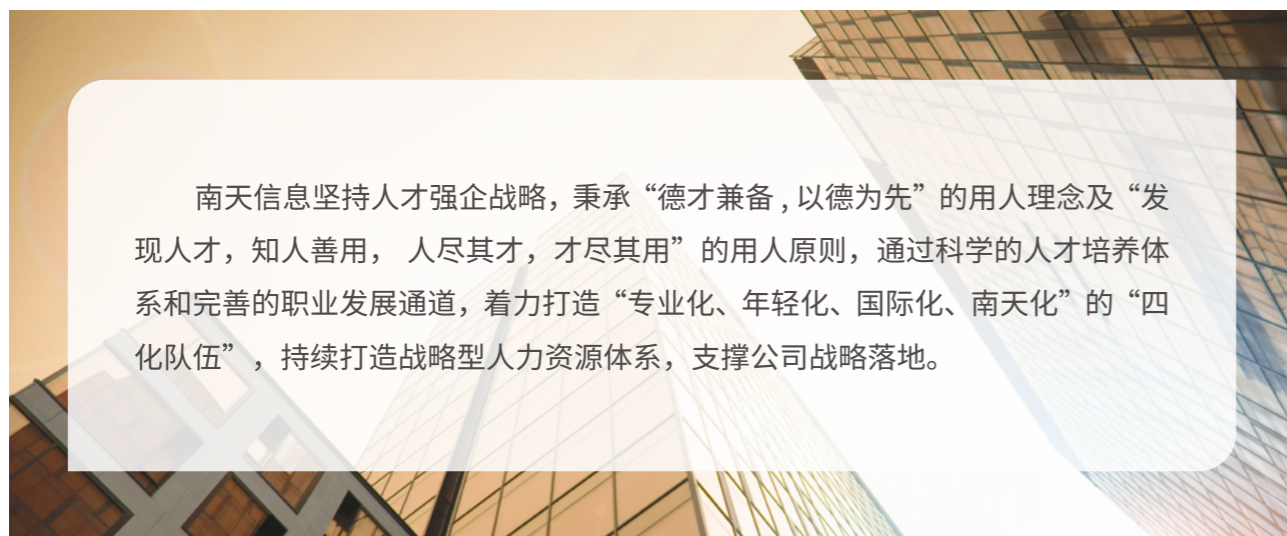 南天信息坚持人才强企战略，秉承“德才兼备 , 以德为先”的用人理念及“发
现人才，知人善用， 人尽其才，才尽其用”的用人原则，通过科学的人才培养体
系和完善的职业发展通道，着力打造“专业化、年轻化、国际化、南天化”的“四
化队伍”，持续打造战略型人力资源体系，支撑公司战略落地。